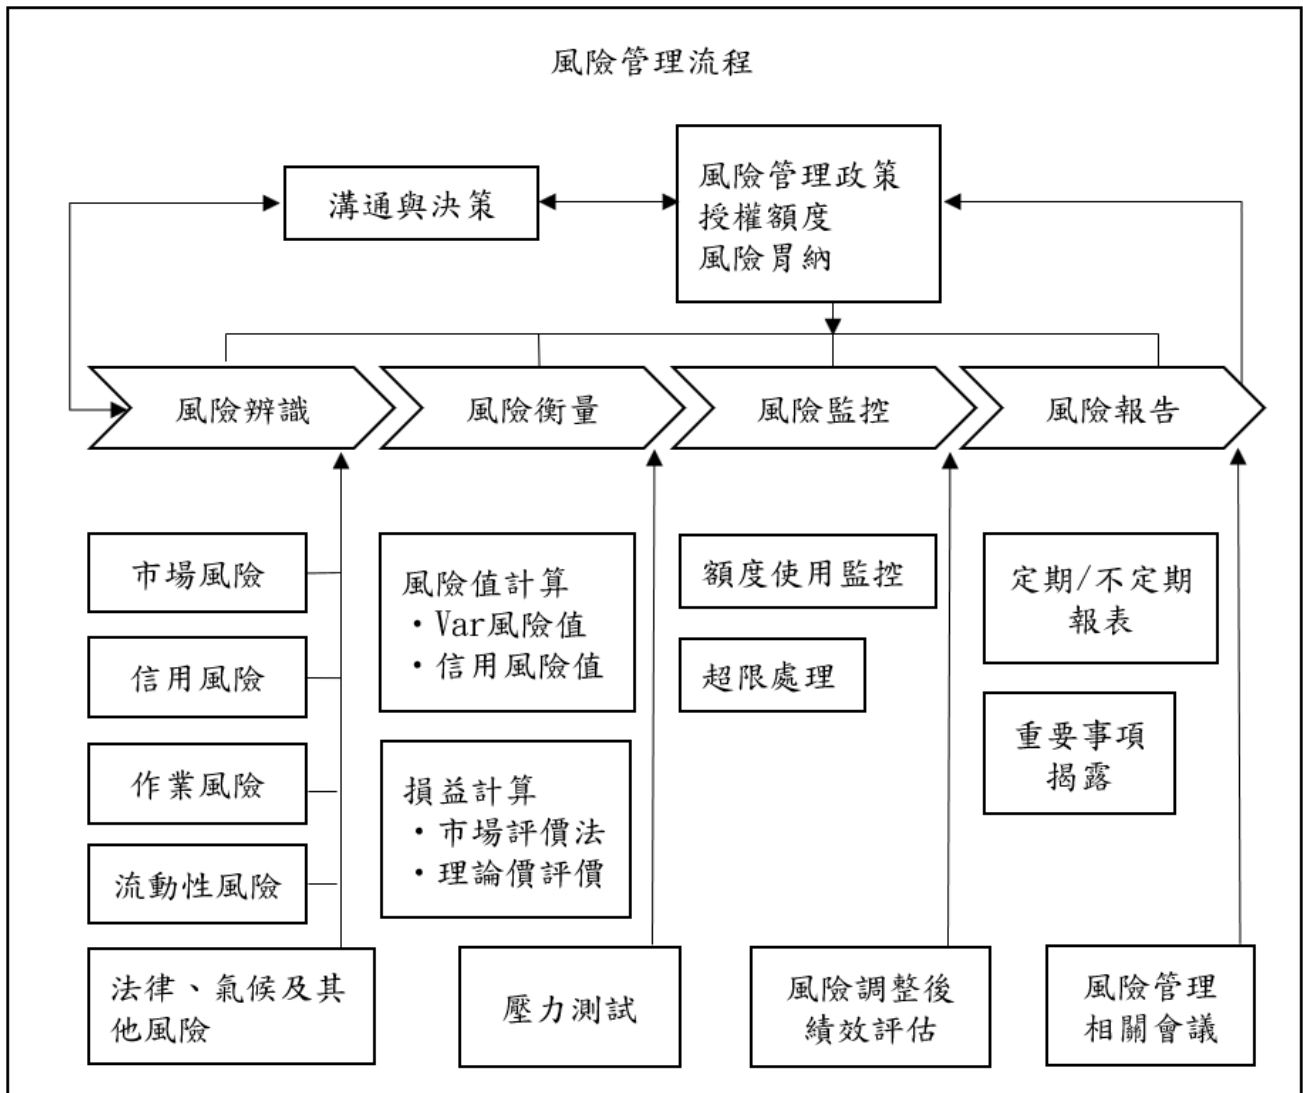 風險管理流程
溝通與決策
風險管理政策
授權額度
風險胃納
風險辨識
風險衡量
風險監控
風險報告
市場風險
信用風險
作業風險
流動性風險
法律、氣候及其
他風險
風險值計算
・Var風險值
・信用風險值
損益計算
・市場評價法
・理論價評價
壓力測試
額度使用監控
超限處理
風險調整後
績效評估
定期/不定期
報表
重要事項
揭露
風險管理
相關會議